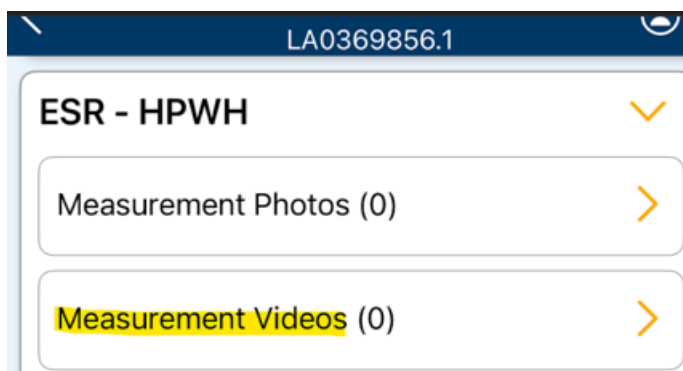 LA0369856.1
ESR - HPWH
Measurement Photos (0)
Measurement Videos (0)